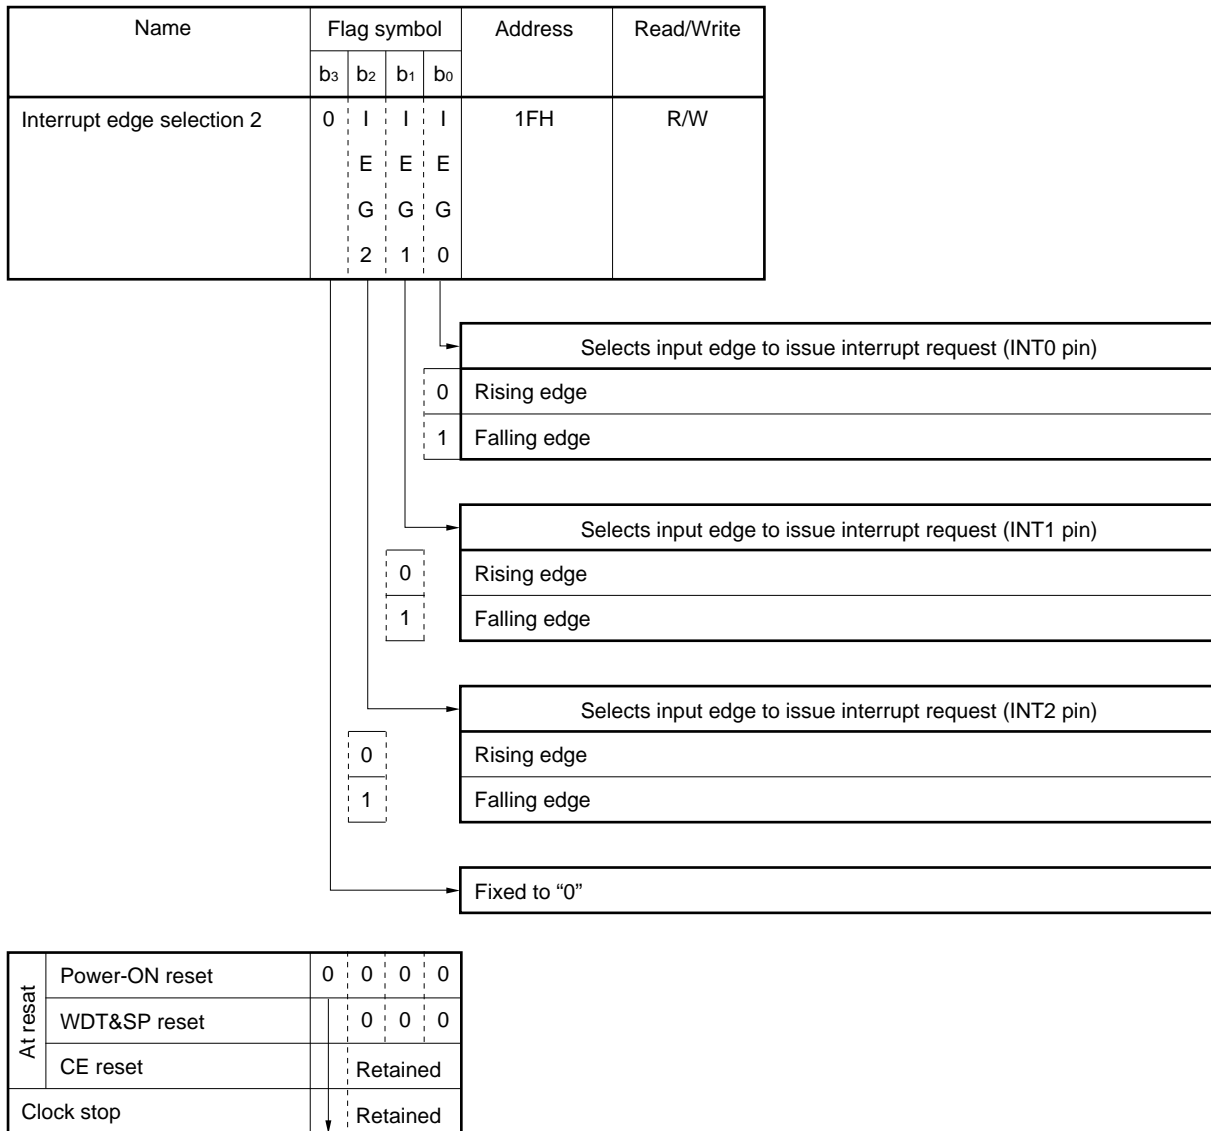 Name Flag symbol Address Read/Write
b3 b2 b1 b0
Interrupt edge selection 2 0 I I I 1FH R/W
E E E
G G G
2 1 0
Selects input edge to issue interrupt request (INT0 pin)
0 Rising edge
1 Falling edge
Selects input edge to issue interrupt request (INT1 pin)
0 Rising edge
1 Falling edge
Selects input edge to issue interrupt request (INT2 pin)
0 Rising edge
1 Falling edge
Fixed to “0”
At resat
Power-ON reset 0 0 0 0
WDT&SP reset 0 0 0
CE reset Retained
Clock stop Retained